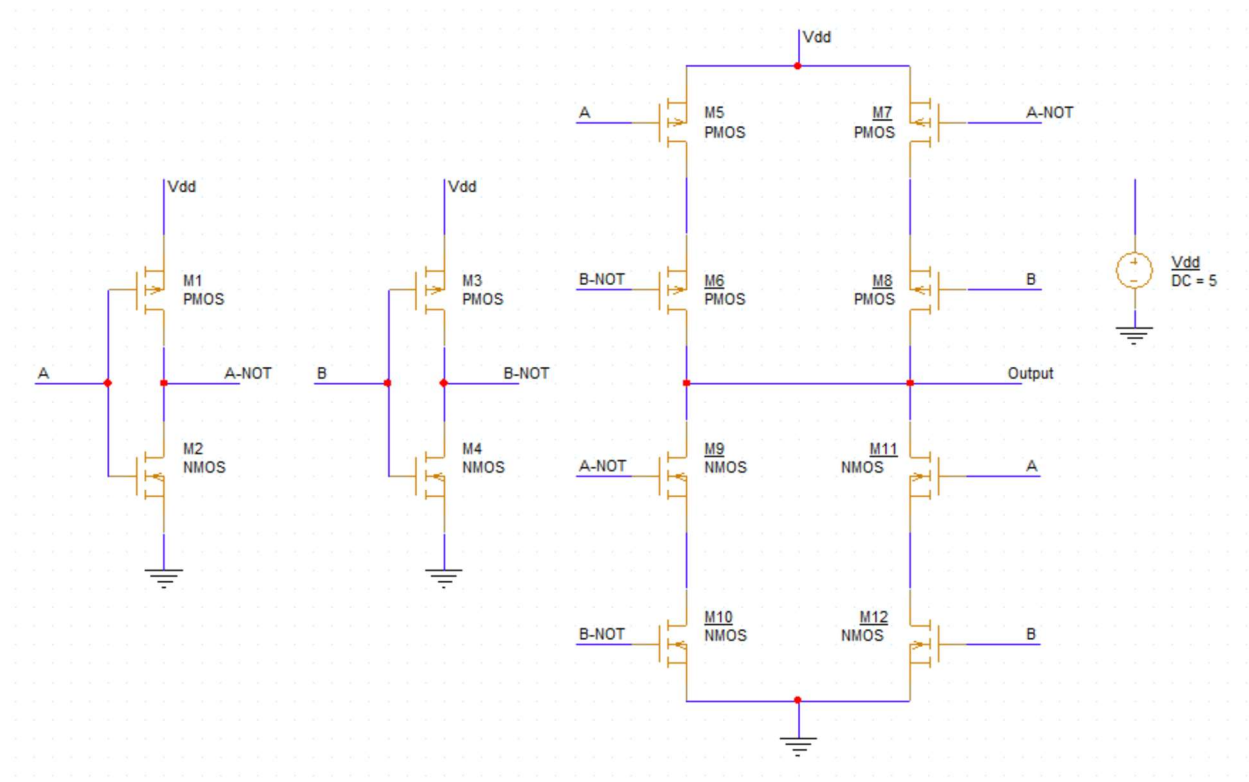 Vdd
A
M5
PMOS
M7
PMOS
A-NOT
Vdd
Vdd
B-NOT
M6
PMOS
M8
PMOS
B
M1
PMOS
M3
PMOS
+
-
Vdd
DC = 5
A
A-NOT
B
B-NOT
Output
M2
NMOS
M4
NMOS
A-NOT
M9
NMOS
M11
NMOS
A
B-NOT
M10
NMOS
M12
NMOS
B